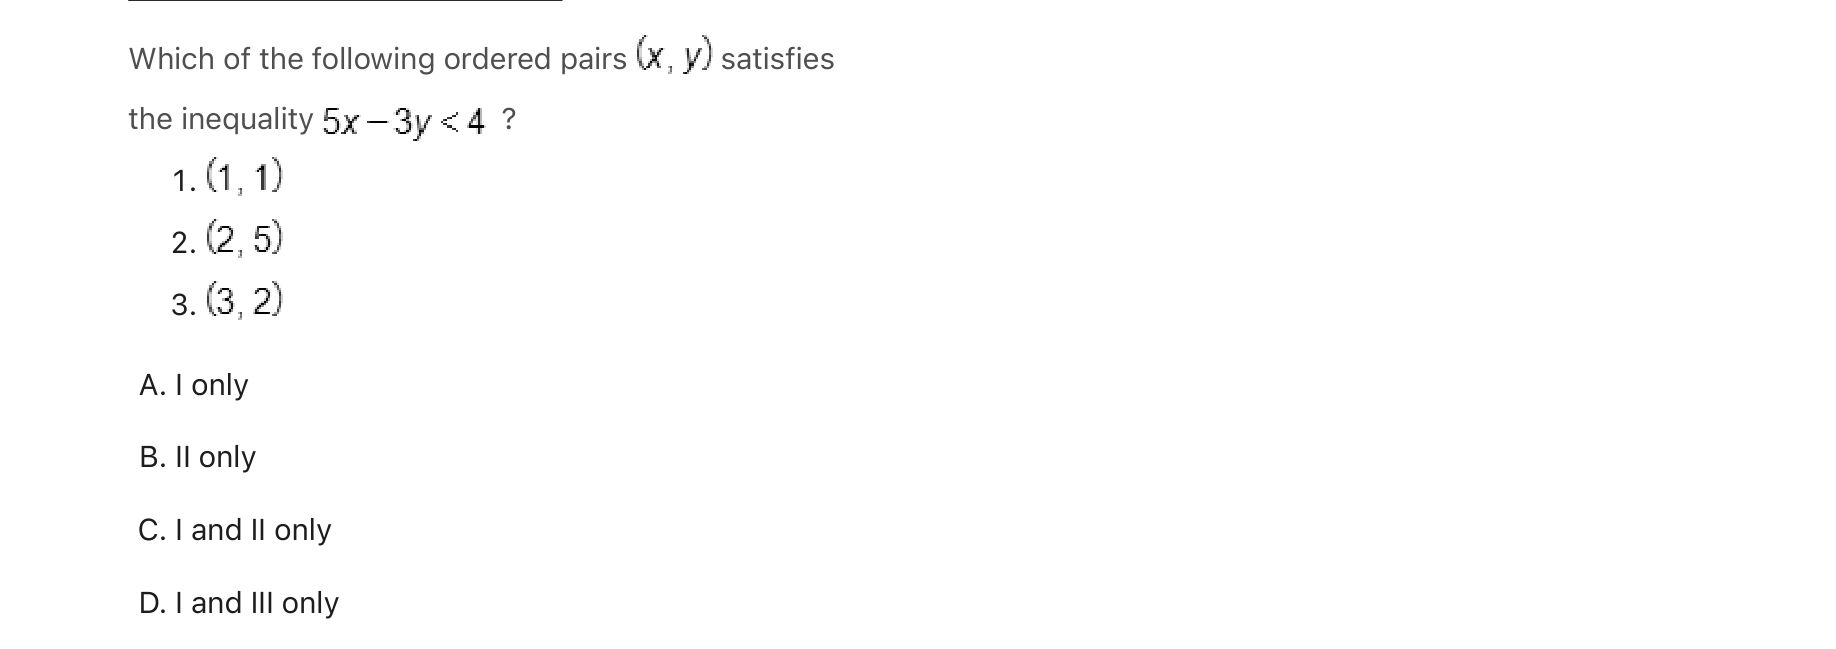 Which of the following ordered pairs (x, y) satisfies
the inequality 5x – 3y < 4 ?
1. (1, 1)
2. (2, 5)
3. (3, 2)
A. I only
B. II only
C. I and II only
D. I and III only